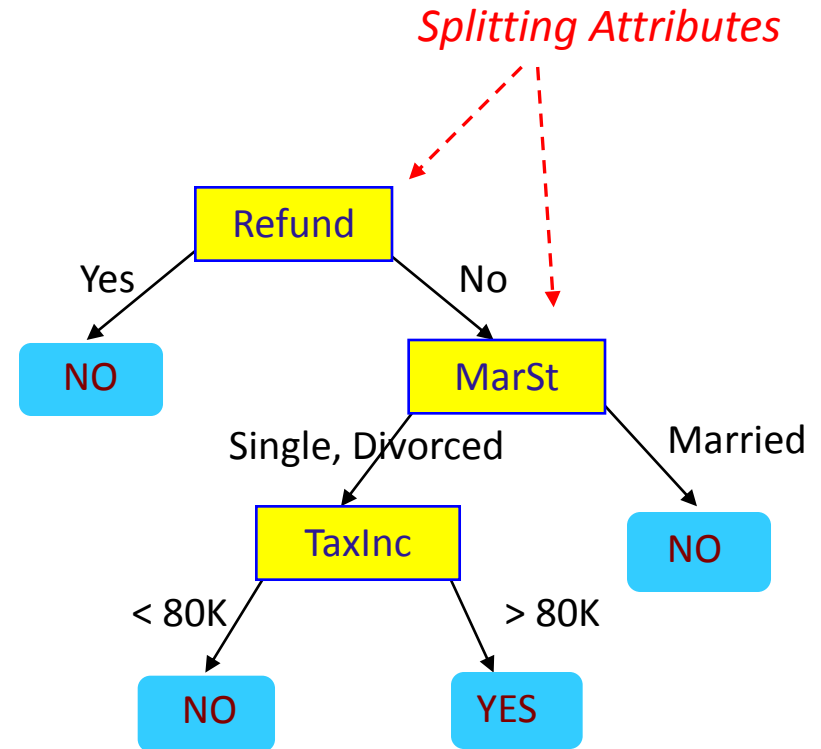 Splitting Attributes
Refund
Yes
No
NO
MarSt
Single, Divorced
Married
TaxInc
NO
< 80K
> 80K
NO
YES